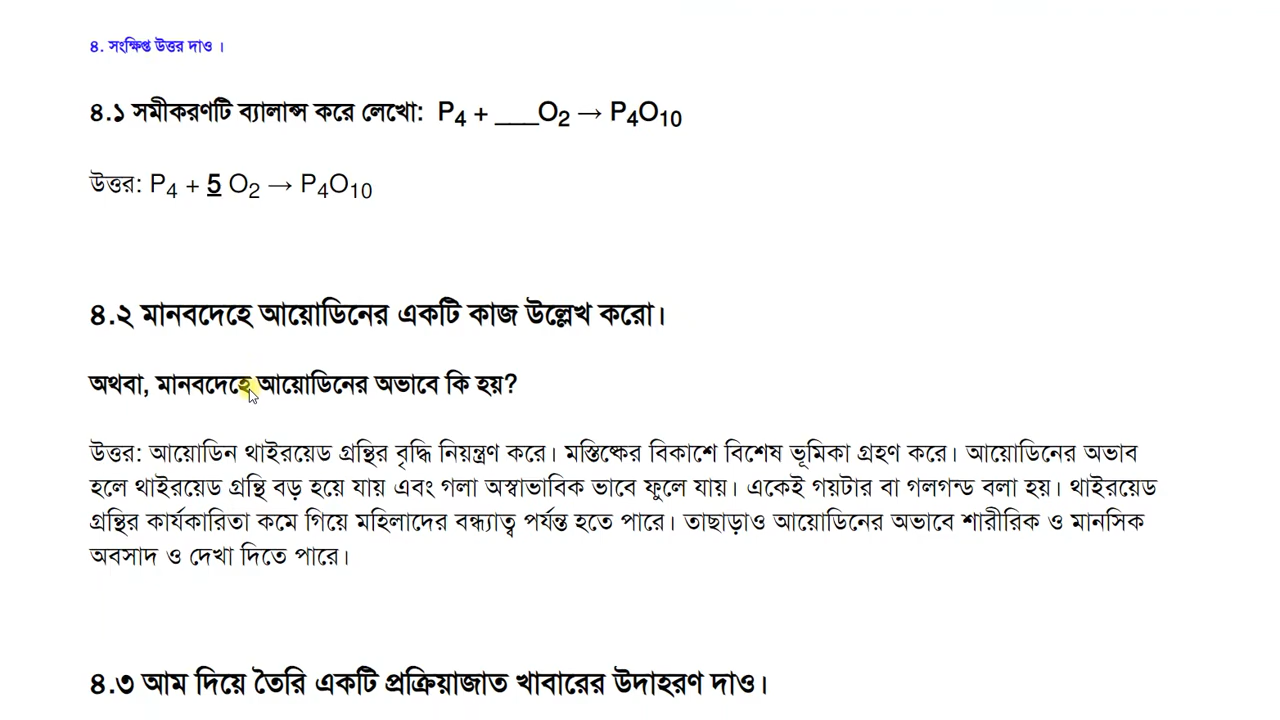 ৪. সংক্ষিপ্ত উত্তর দাও ।
৪.১ সমীকরণটি ব্যালান্স করে লেখো: P₄ + ___O₂ → P₄O₁₀
উত্তর: P₄ + 5 O₂ → P₄O₁₀
৪.২ মানবদেহে আয়োডিনের একটি কাজ উল্লেখ করো।
অথবা, মানবদেহে আয়োডিনের অভাবে কি হয়?
উত্তর: আয়োডিন থাইরয়েড গ্রন্থির বৃদ্ধি নিয়ন্ত্রণ করে। মস্তিষ্কের বিকাশে বিশেষ ভূমিকা গ্রহণ করে। আয়োডিনের অভাব
হলে থাইরয়েড গ্রন্থি বড় হয়ে যায় এবং গলা অস্বাভাবিক ভাবে ফুলে যায়। একেই গয়টার বা গলগন্ড বলা হয়। থাইরয়েড
গ্রন্থির কার্যকারিতা কমে গিয়ে মহিলাদের বন্ধ্যাত্ব পর্যন্ত হতে পারে। তাছাড়াও আয়োডিনের অভাবে শারীরিক ও মানসিক
অবসাদ ও দেখা দিতে পারে।
৪.৩ আম দিয়ে তৈরি একটি প্রক্রিয়াজাত খাবারের উদাহরণ দাও।